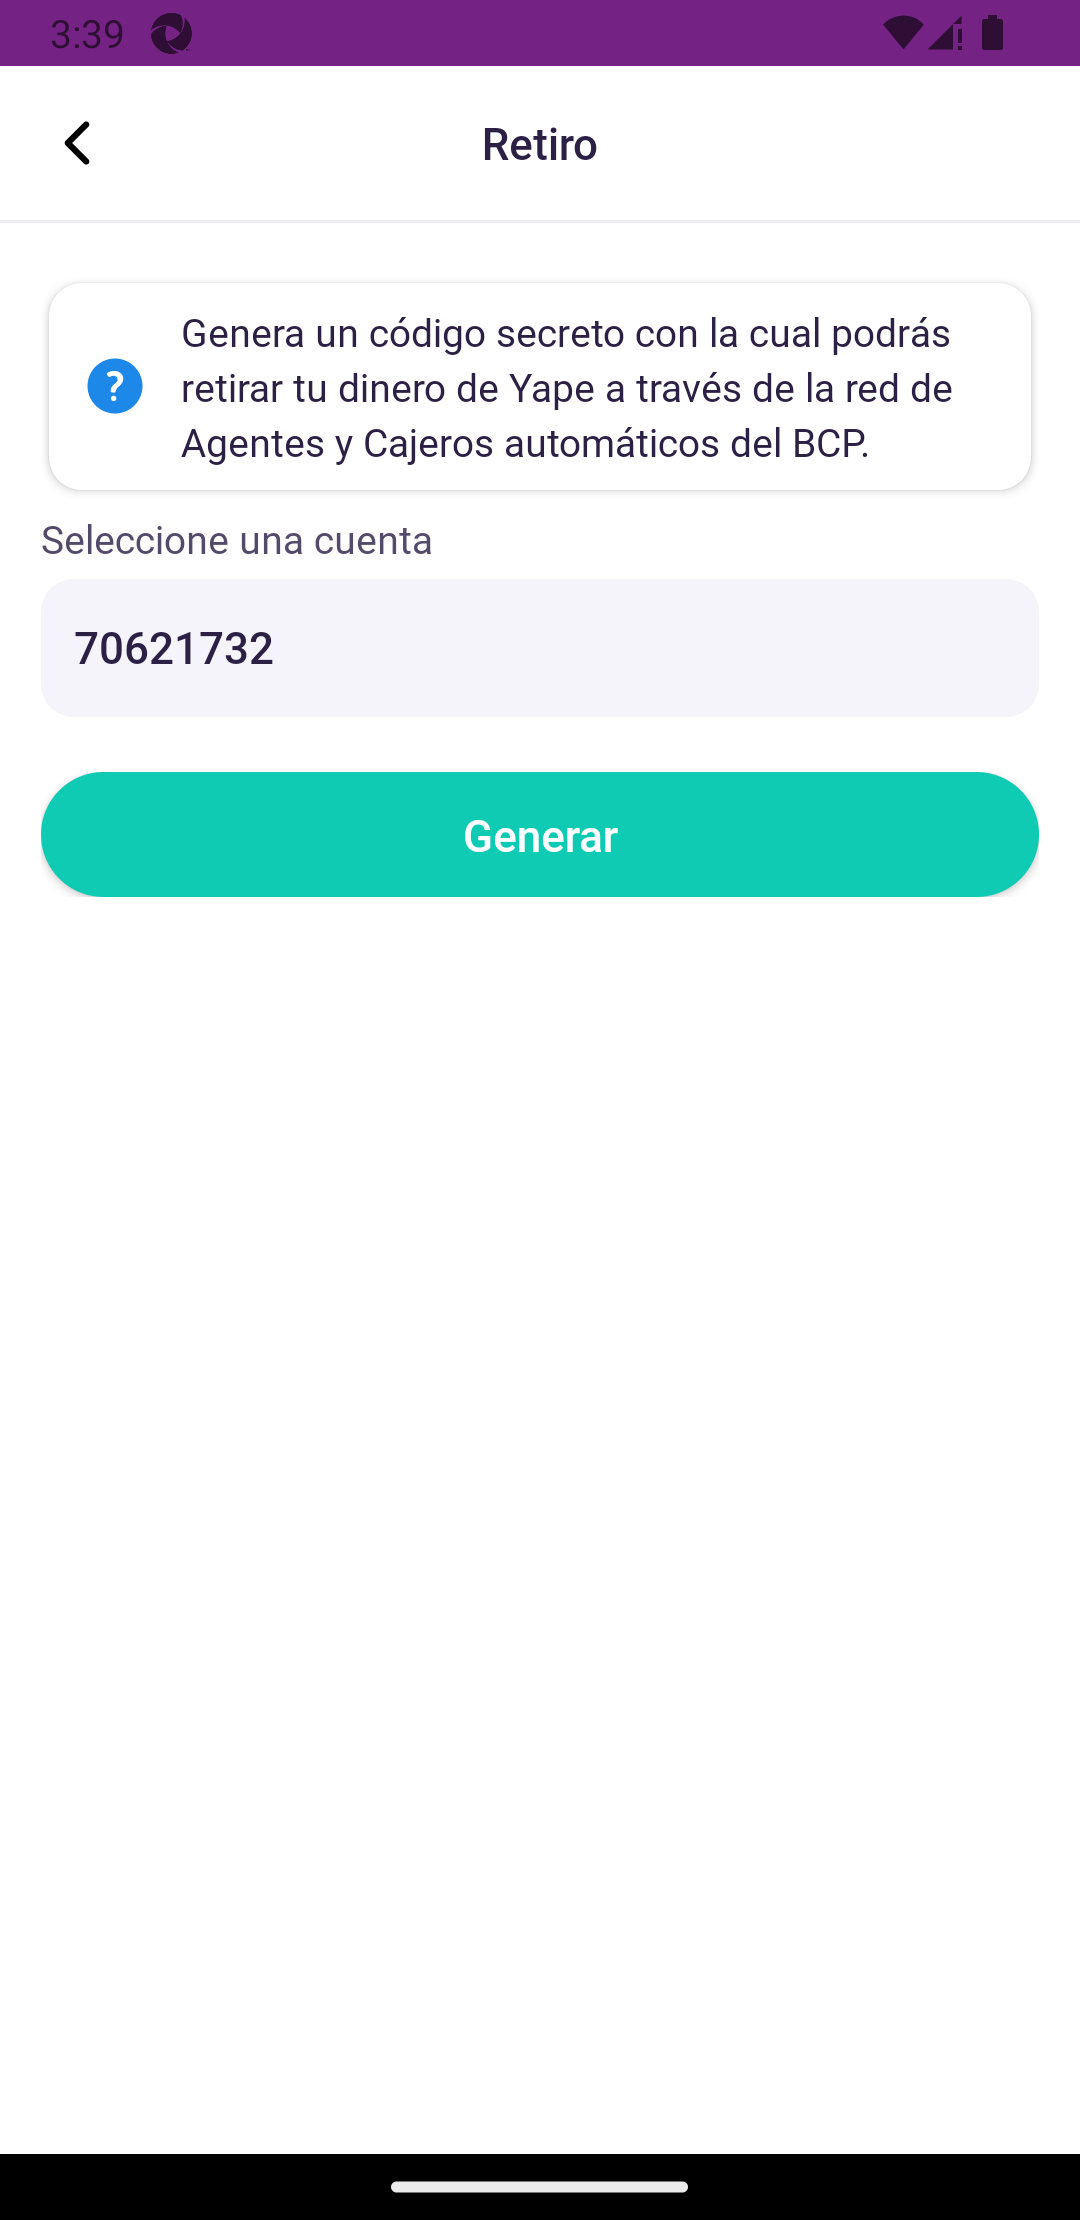 3:39
Retiro
Genera un código secreto con la cual podrás
retirar tu dinero de Yape a través de la red de
Agentes y Cajeros automáticos del BCP.
Seleccione una cuenta
70621732
Generar